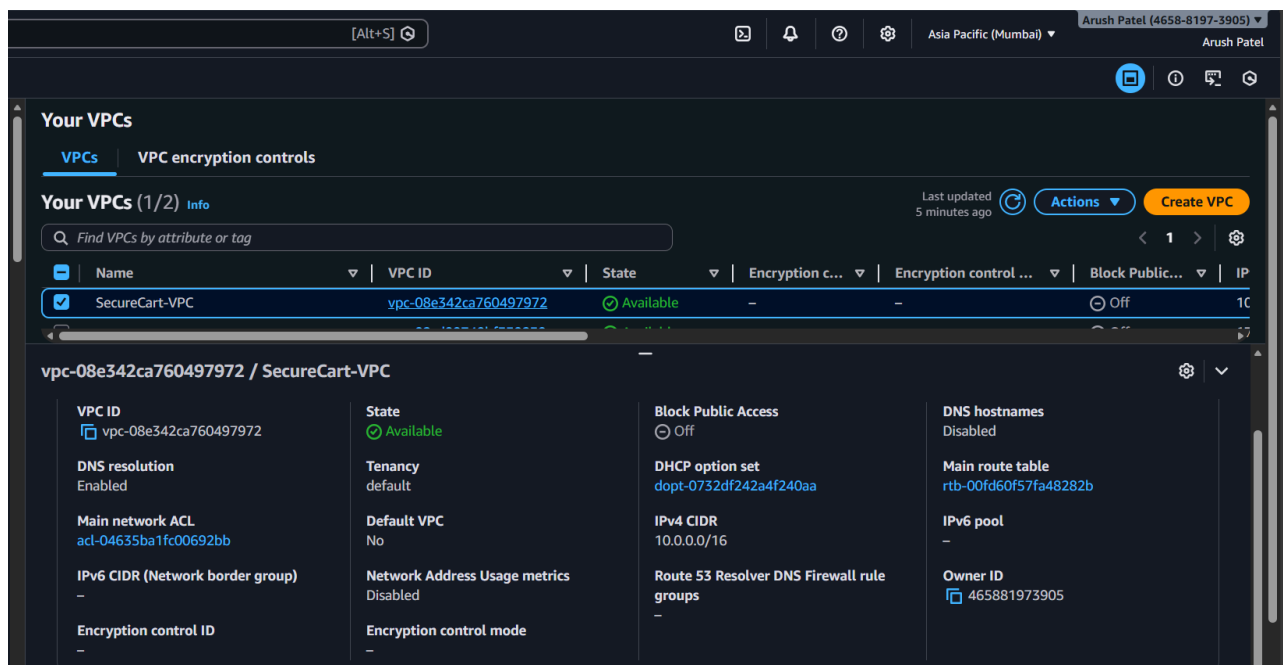 [Alt+S]
Asia Pacific (Mumbai) ▼
Arush Patel (4658-8197-3905) ▼
Arush Patel
Your VPCs
VPCs
VPC encryption controls
Your VPCs (1/2) Info
Last updated
5 minutes ago
Actions ▼
Create VPC
Find VPCs by attribute or tag
1
Name
VPC ID
State
Encryption c...
Encryption control ...
Block Public...
IP
SecureCart-VPC
vpc-08e342ca760497972
Available
–
–
Off
10
vpc-08e342ca760497972 / SecureCart-VPC
VPC ID
vpc-08e342ca760497972
State
Available
Block Public Access
Off
DNS hostnames
Disabled
DNS resolution
Enabled
Tenancy
default
DHCP option set
dopt-0732df242a4f240aa
Main route table
rtb-00fd60f57fa48282b
Main network ACL
acl-04635ba1fc00692bb
Default VPC
No
IPv4 CIDR
10.0.0.0/16
IPv6 pool
–
IPv6 CIDR (Network border group)
–
Network Address Usage metrics
Disabled
Route 53 Resolver DNS Firewall rule
groups
–
Owner ID
465881973905
Encryption control ID
–
Encryption control mode
–